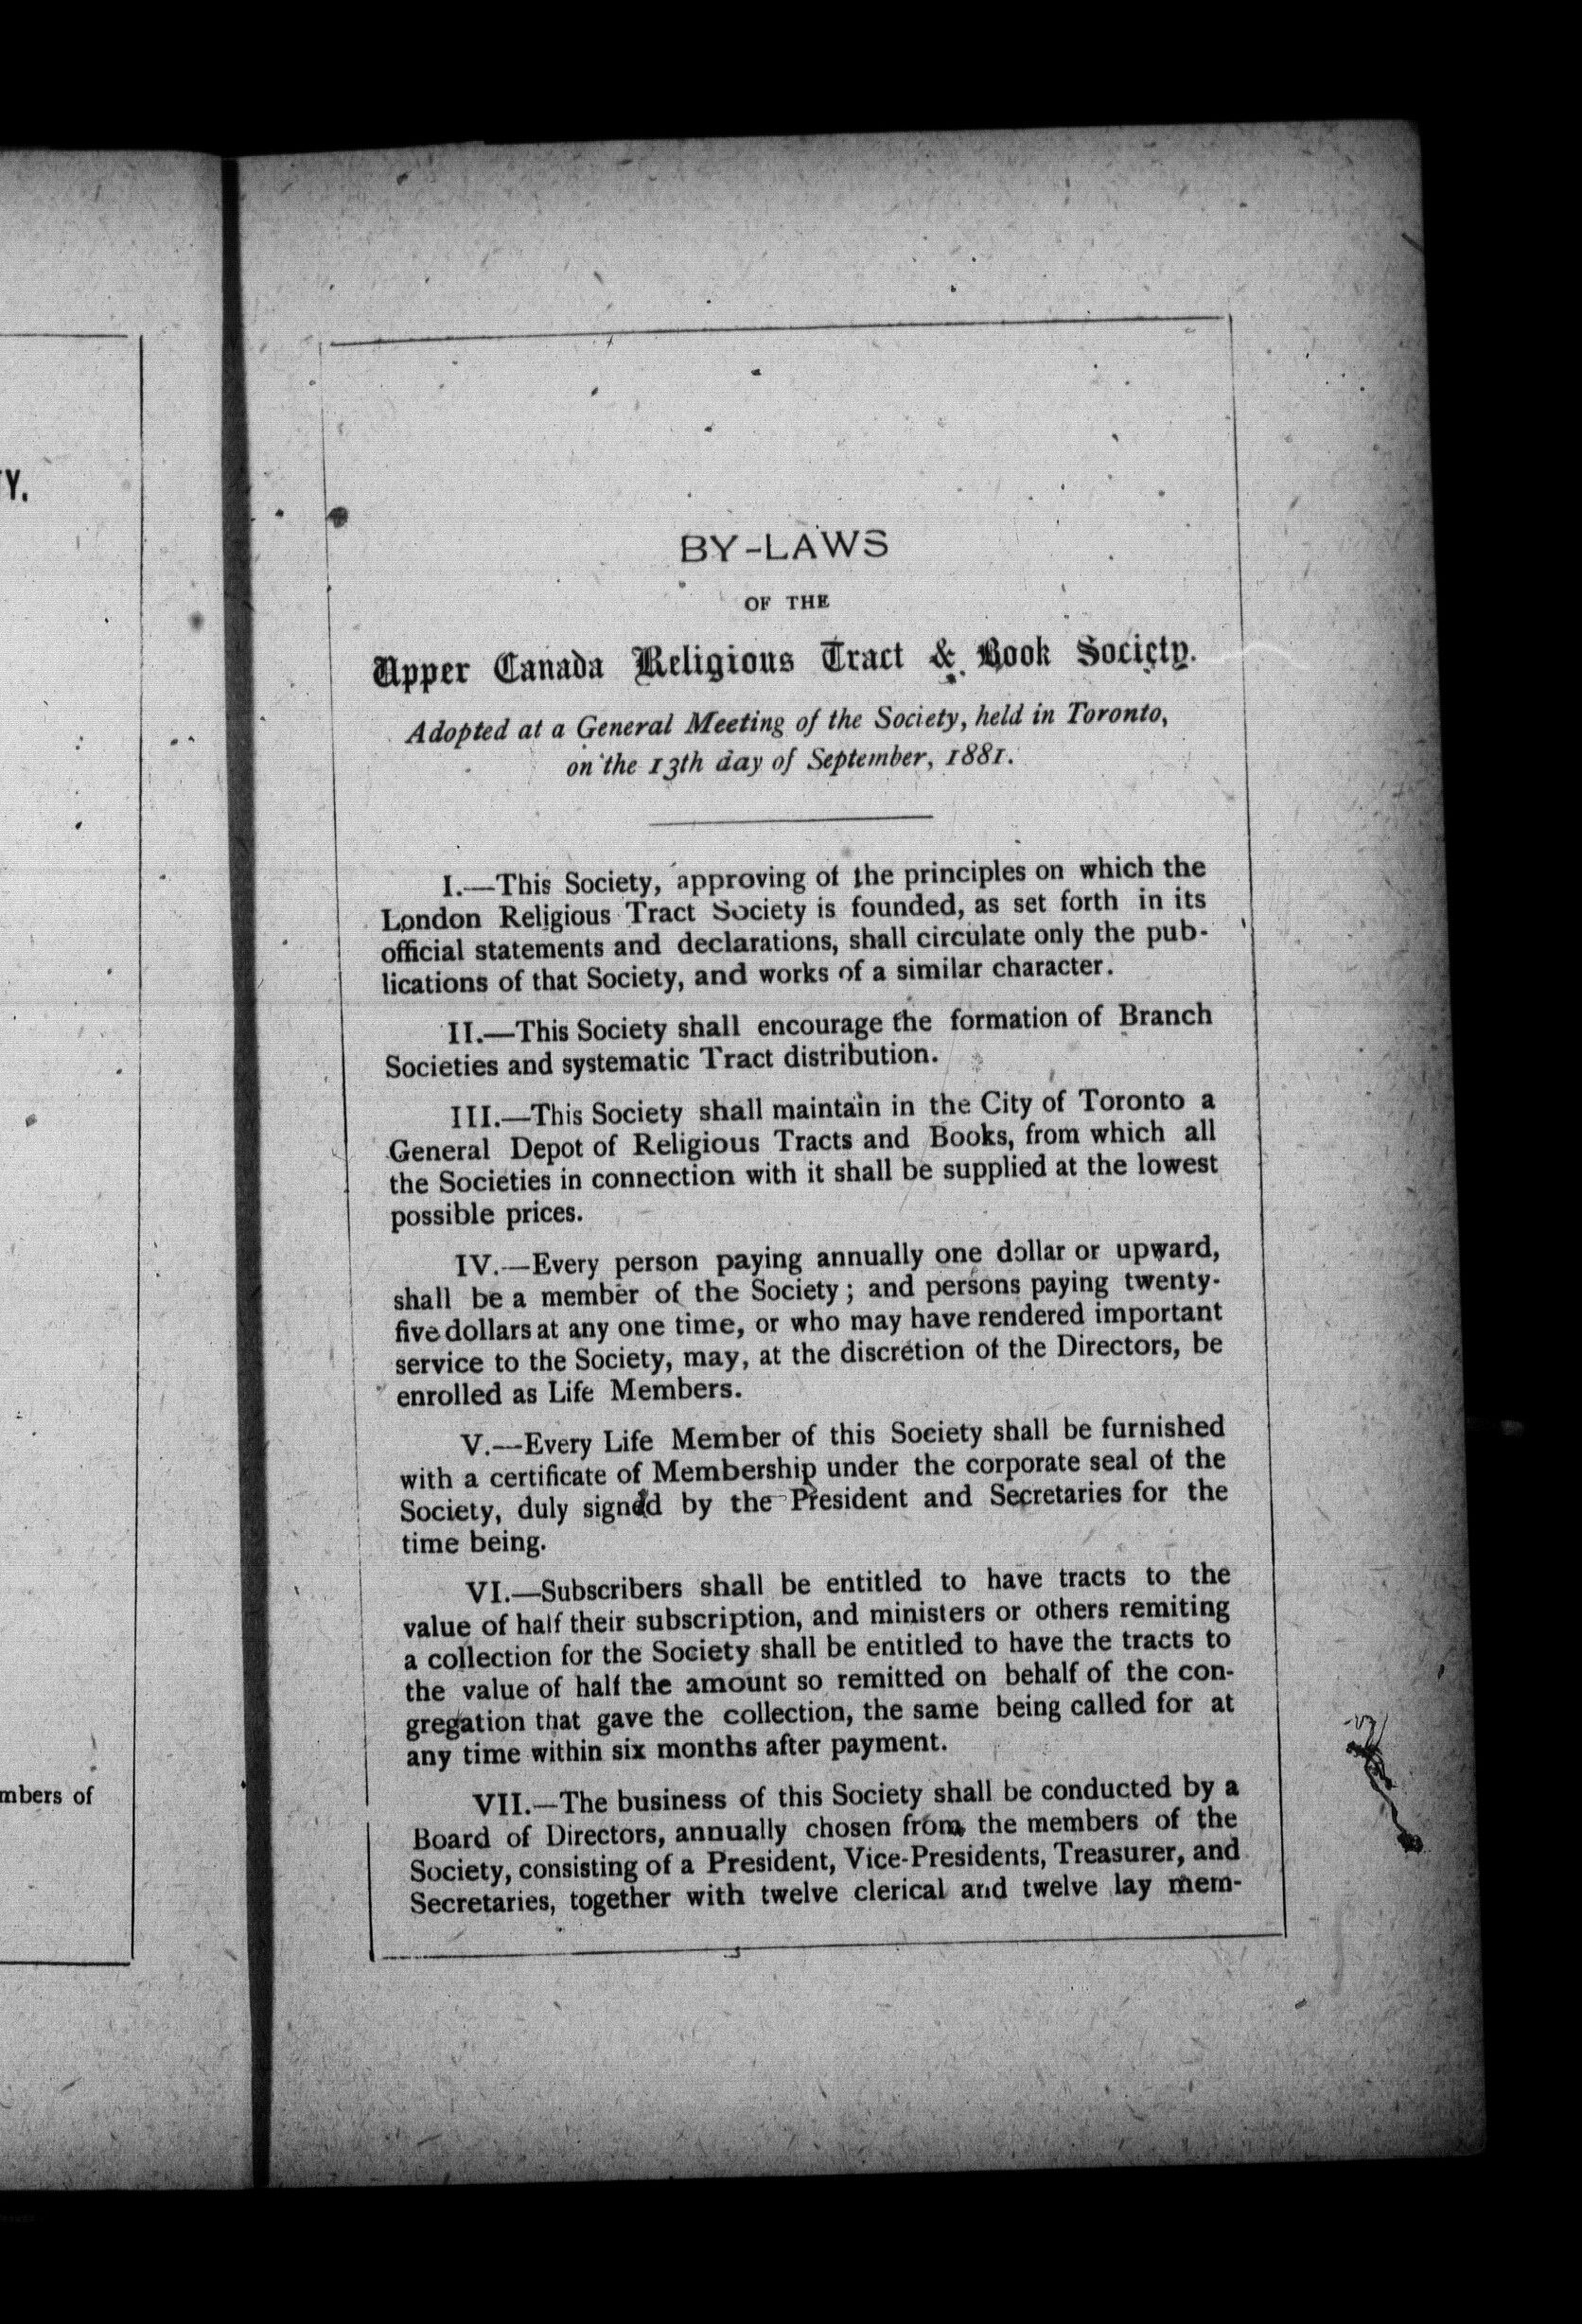 BY-LAWS
OF THE
Upper Canada Religious Tract & Book Society.
Adopted at a General Meeting of the Society, held in Toronto,
on the 13th day of September, 1881.
I.—This Society, approving of the principles on which the
London Religious Tract Society is founded, as set forth in its
official statements and declarations, shall circulate only the pub-
lications of that Society, and works of a similar character.
II.—This Society shall encourage the formation of Branch
Societies and systematic Tract distribution.
III.—This Society shall maintain in the City of Toronto a
General Depot of Religious Tracts and Books, from which all
the Societies in connection with it shall be supplied at the lowest
possible prices.
IV.—Every person paying annually one dollar or upward,
shall be a member of the Society; and persons paying twenty-
five dollars at any one time, or who may have rendered important
service to the Society, may, at the discretion of the Directors, be
enrolled as Life Members.
V.—Every Life Member of this Society shall be furnished
with a certificate of Membership under the corporate seal of the
Society, duly signed by the President and Secretaries for the
time being.
VI.—Subscribers shall be entitled to have tracts to the
value of half their subscription, and ministers or others remiting
a collection for the Society shall be entitled to have the tracts to
the value of half the amount so remitted on behalf of the con-
gregation that gave the collection, the same being called for at
any time within six months after payment.
VII.—The business of this Society shall be conducted by a
Board of Directors, annually chosen from the members of the
Society, consisting of a President, Vice-Presidents, Treasurer, and
Secretaries, together with twelve clerical and twelve lay mem-
Y.
mbers of